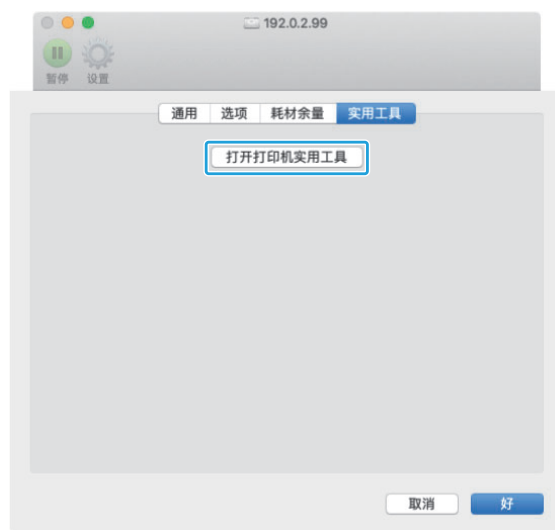 192.0.2.99
暂停 设置
通用 选项 耗材余量 实用工具
打开打印机实用工具
取消 好